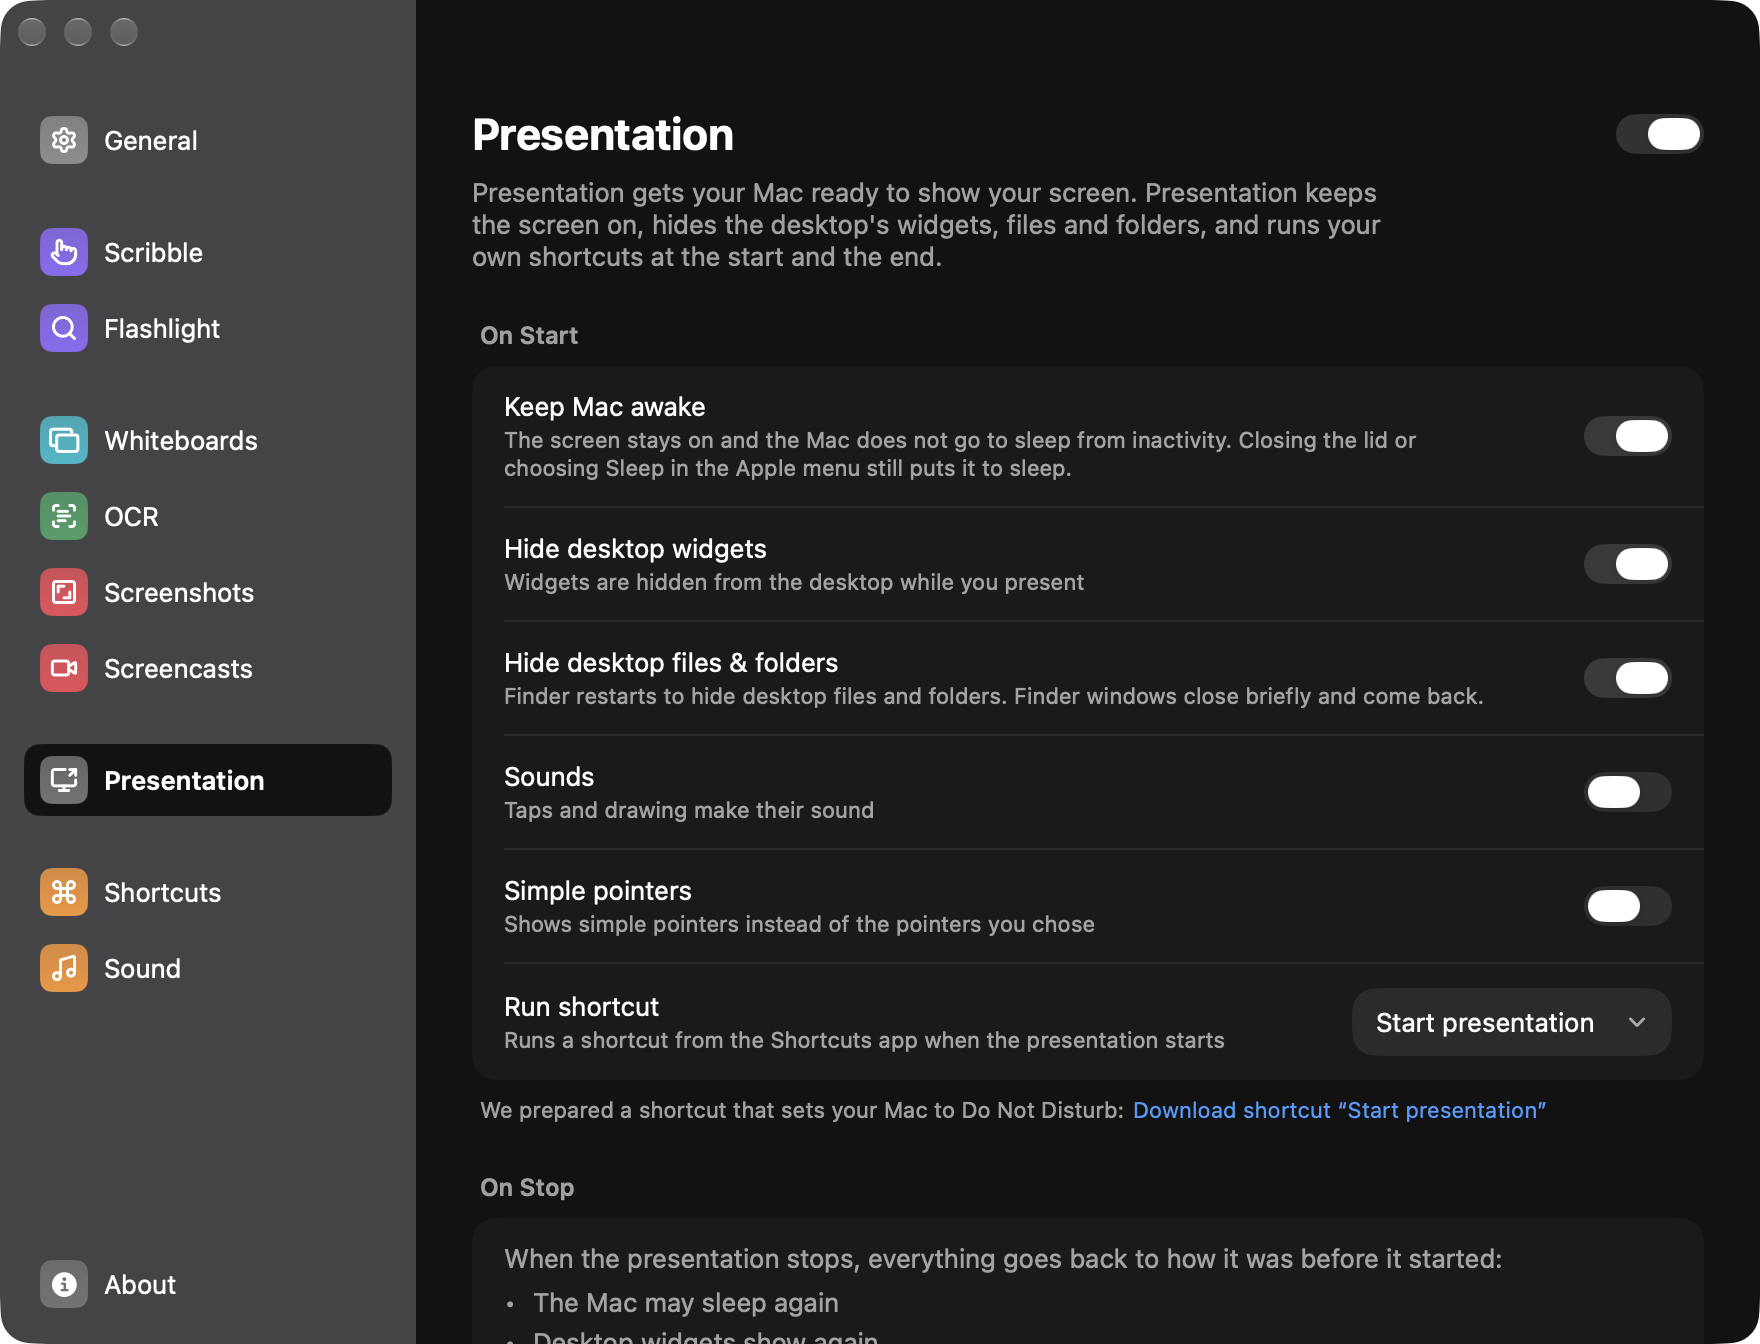 General
Scribble
Flashlight
Whiteboards
OCR
Screenshots
Screencasts
Presentation
Shortcuts
Sound
About
Presentation
Presentation gets your Mac ready to show your screen. Presentation keeps
the screen on, hides the desktop's widgets, files and folders, and runs your
own shortcuts at the start and the end.
On Start
Keep Mac awake
The screen stays on and the Mac does not go to sleep from inactivity. Closing the lid or
choosing Sleep in the Apple menu still puts it to sleep.
Hide desktop widgets
Widgets are hidden from the desktop while you present
Hide desktop files & folders
Finder restarts to hide desktop files and folders. Finder windows close briefly and come back.
Sounds
Taps and drawing make their sound
Simple pointers
Shows simple pointers instead of the pointers you chose
Run shortcut
Runs a shortcut from the Shortcuts app when the presentation starts
Start presentation
We prepared a shortcut that sets your Mac to Do Not Disturb: Download shortcut “Start presentation”
On Stop
When the presentation stops, everything goes back to how it was before it started:
• The Mac may sleep again
• Desktop widgets show again